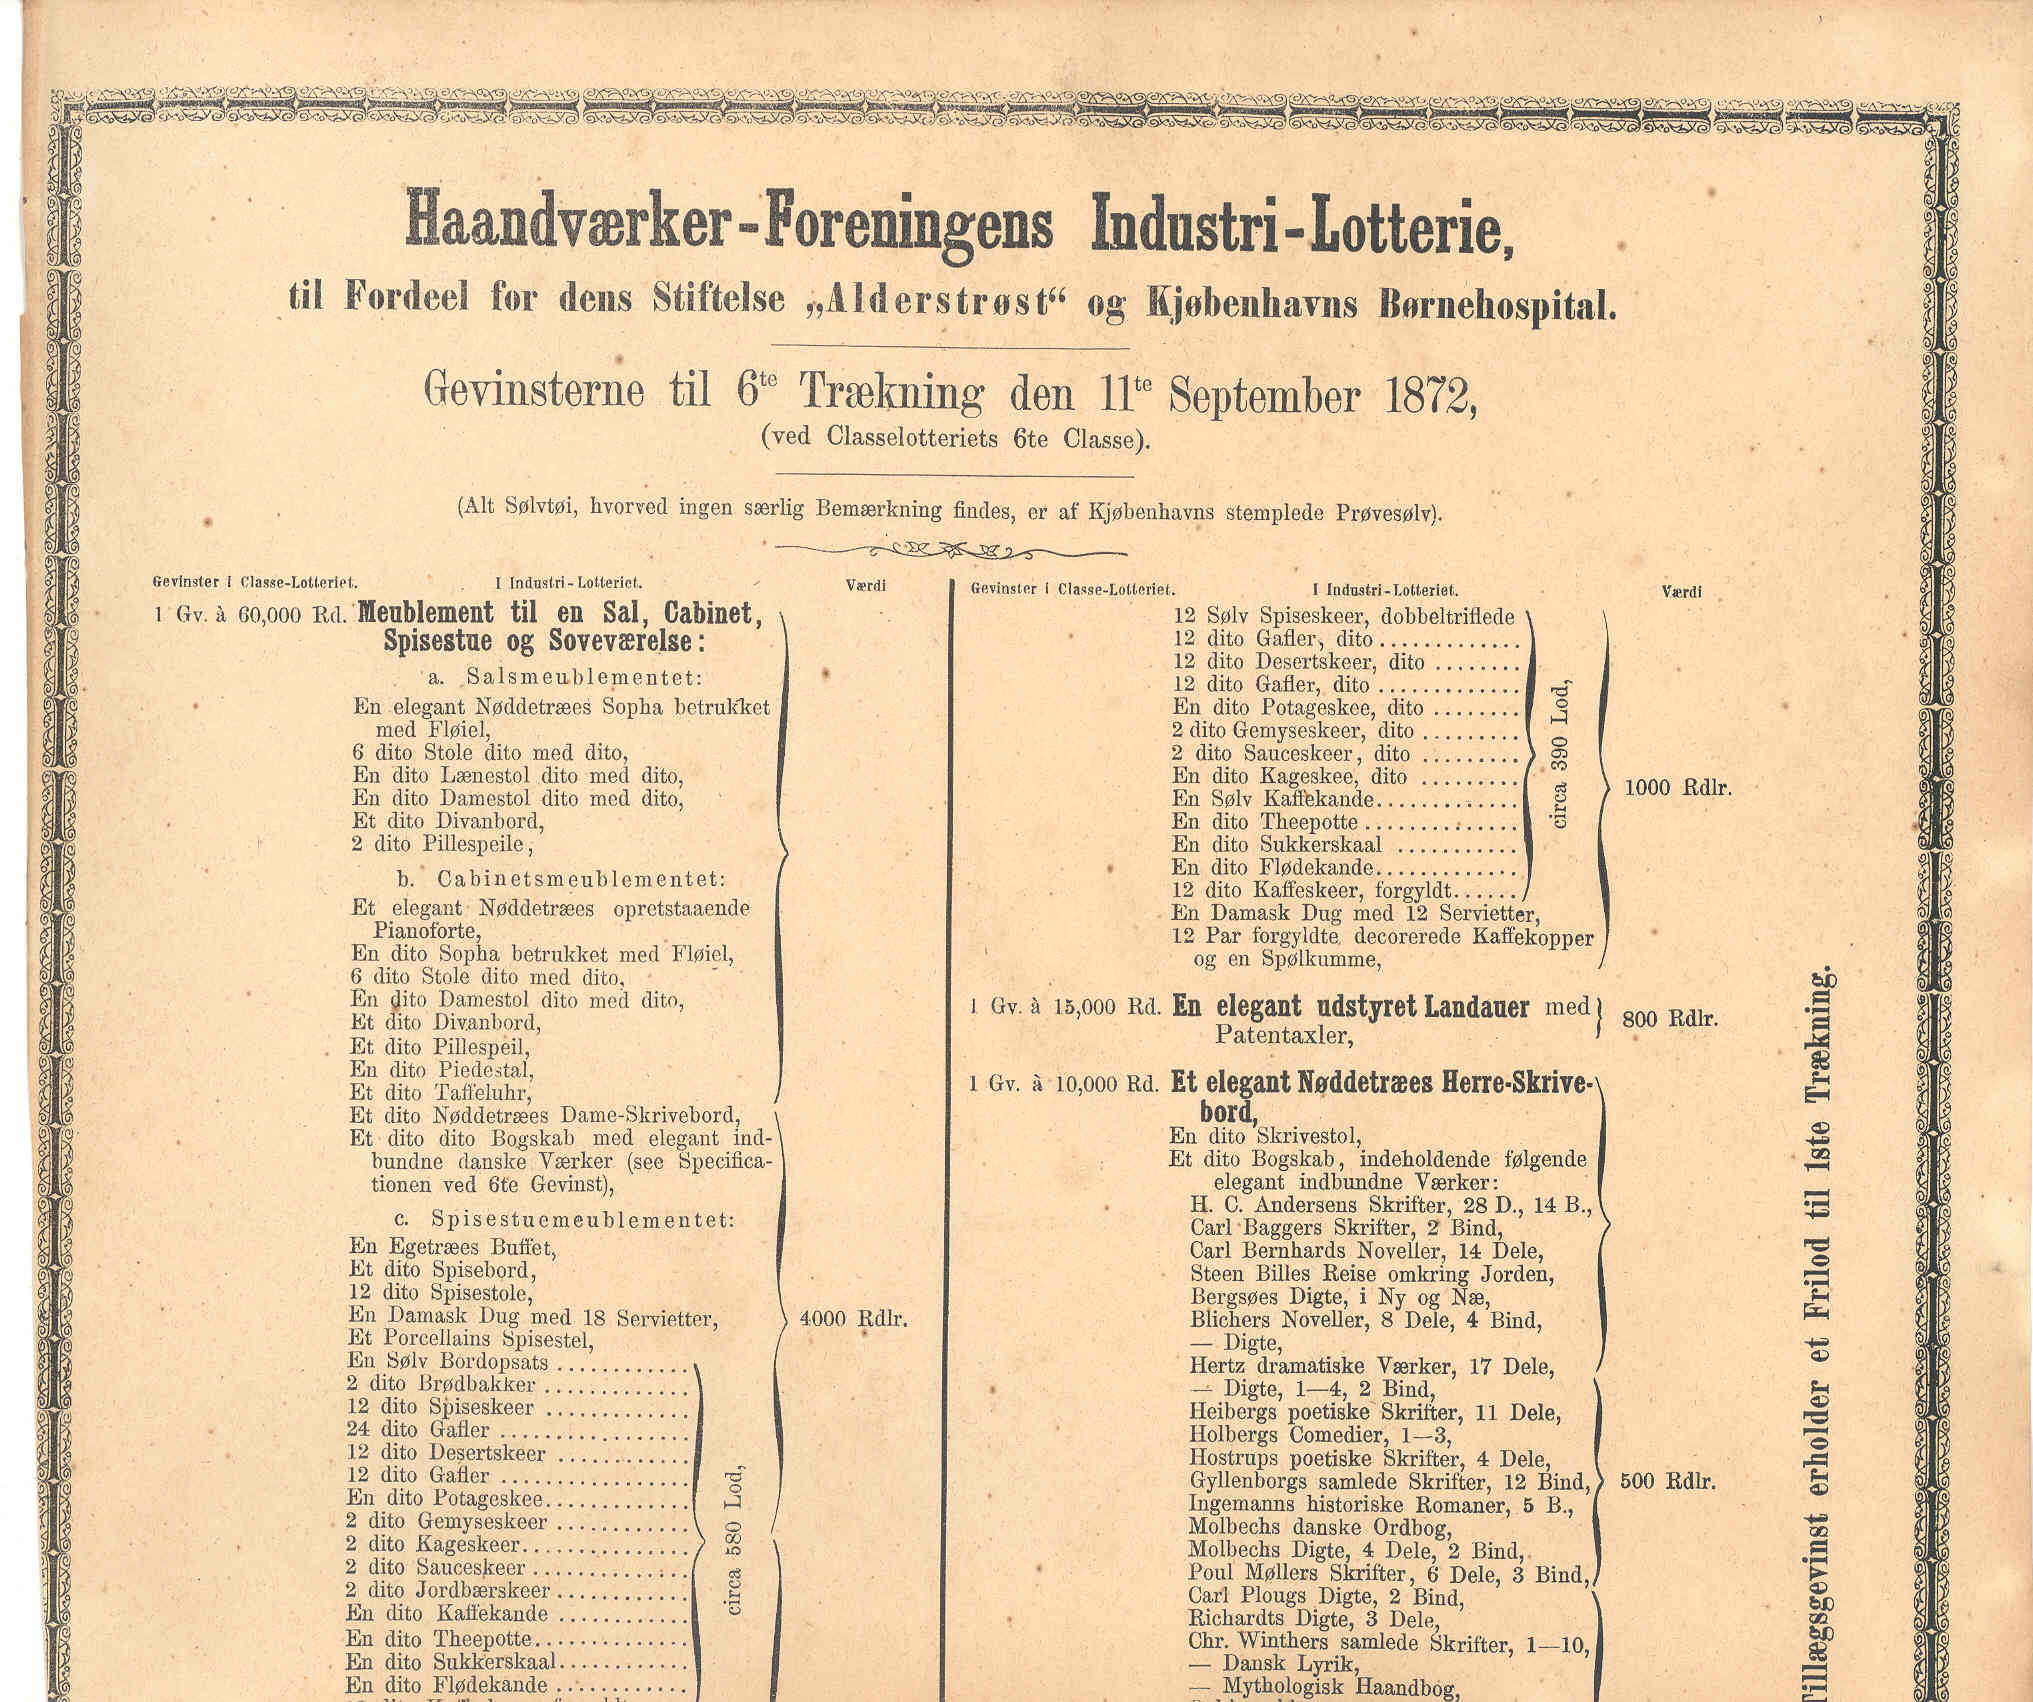 Haandværker-Foreningens Industri-Lotterie,
til Fordeel for dens Stiftelse „Alderstrøst“ og Kjøbenhavns Børnehospital.
Gevinsterne til 6te Trækning den 11te September 1872,
(ved Classelotteriets 6te Classe).
(Alt Sølvtøi, hvorved ingen særlig Bemærkning findes, er af Kjøbenhavns stemplede Prøvesølv).
Gevinster i Classe-Lotteriet. I Industri-Lotteriet. Værdi
1 Gv. à 60,000 Rd. Meublement til en Sal, Cabinet,
Spisestue og Soveværelse:
a. Salsmeublementet:
En elegant Nøddetræes Sopha betrukket
med Fløiel,
6 dito Stole dito med dito,
En dito Lænestol dito med dito,
En dito Damestol dito med dito,
Et dito Divanbord,
2 dito Pillespeile,
b. Cabinetsmeublementet:
Et elegant Nøddetræes opretstaaende
Pianoforte,
En dito Sopha betrukket med Fløiel,
6 dito Stole dito med dito,
En dito Damestol dito med dito,
Et dito Divanbord,
Et dito Pillespeil,
En dito Piedestal,
Et dito Taffeluhr,
Et dito Nøddetræes Dame-Skrivebord,
Et dito dito Bogskab med elegant ind-
bundne danske Værker (see Specifica-
tionen ved 6te Gevinst),
c. Spisestuemeublementet:
En Egetræes Buffet,
Et dito Spisebord,
12 dito Spisestole,
En Damask Dug med 18 Servietter,
4000 Rdlr.
Et Porcellains Spisestel,
En Sølv Bordopsats ............
2 dito Brødbakker .............
12 dito Spiseskeer .............
24 dito Gafler .................
12 dito Desertskeer ............
12 dito Gafler .................
En dito Potageskee.............
2 dito Gemyseskeer ............
2 dito Kageskeer...............
2 dito Sauceskeer ..............
2 dito Jordbærskeer............
En dito Kaffekande ............
En dito Theepotte..............
En dito Sukkerskaal............
En dito Flødekande ............
circa 580 Lod,
Gevinster i Classe-Lotteriet. I Industri-Lotteriet. Værdi
12 Sølv Spiseskeer, dobbeltriflede
12 dito Gafler, dito .............
12 dito Desertskeer, dito ........
12 dito Gafler, dito .............
En dito Potageskee, dito ........
2 dito Gemyseskeer, dito .........
2 dito Sauceskeer, dito .........
En dito Kageskee, dito .........
En Sølv Kaffekande.............
En dito Theepotte..............
En dito Sukkerskaal ...........
En dito Flødekande.............
12 dito Kaffeskeer, forgyldt......
circa 390 Lod,
En Damask Dug med 12 Servietter,
12 Par forgyldte decorerede Kaffekopper
og en Spølkumme,
1000 Rdlr.
1 Gv. à 15,000 Rd. En elegant udstyret Landauer med
Patentaxler,
800 Rdlr.
1 Gv. à 10,000 Rd. Et elegant Nøddetræes Herre-Skrive-
bord,
En dito Skrivestol,
Et dito Bogskab, indeholdende følgende
elegant indbundne Værker:
H. C. Andersens Skrifter, 28 D., 14 B.,
Carl Baggers Skrifter, 2 Bind,
Carl Bernhards Noveller, 14 Dele,
Steen Billes Reise omkring Jorden,
Bergsøes Digte, i Ny og Næ,
Blichers Noveller, 8 Dele, 4 Bind,
— Digte,
Hertz dramatiske Værker, 17 Dele,
— Digte, 1—4, 2 Bind,
Heibergs poetiske Skrifter, 11 Dele,
Holbergs Comedier, 1—3,
Hostrups poetiske Skrifter, 4 Dele,
Gyllenborgs samlede Skrifter, 12 Bind,
500 Rdlr.
Ingemanns historiske Romaner, 5 B.,
Molbechs danske Ordbog,
Molbechs Digte, 4 Dele, 2 Bind,
Poul Møllers Skrifter, 6 Dele, 3 Bind,
Carl Plougs Digte, 2 Bind,
Richardts Digte, 3 Dele,
Chr. Winthers samlede Skrifter, 1—10,
— Dansk Lyrik,
— Mythologisk Haandbog,
Tillægsgevinst erholder et Frilod til 1ste Trækning.